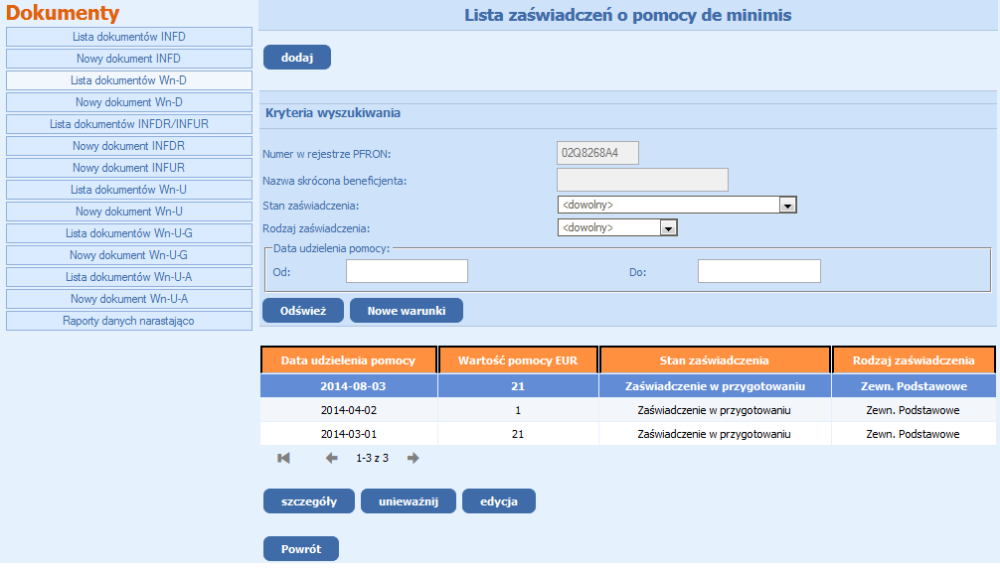 Dokumenty
Lista dokumentów INFD
Nowy dokument INFD
Lista dokumentów Wn-D
Nowy dokument Wn-D
Lista dokumentów INFDR/INFUR
Nowy dokument INFDR
Nowy dokument INFUR
Lista dokumentów Wn-U
Nowy dokument Wn-U
Lista dokumentów Wn-U-G
Nowy dokument Wn-U-G
Lista dokumentów Wn-U-A
Nowy dokument Wn-U-A
Raporty danych narastająco
Lista zaświadczeń o pomocy de minimis
dodaj
Kryteria wyszukiwania
Numer w rejestrze PFRON: 02Q8268A4
Nazwa skrócona beneficjenta:
Stan zaświadczenia: <dowolny>
Rodzaj zaświadczenia: <dowolny>
Data udzielenia pomocy:
Od: Do:
Odśwież Nowe warunki
Data udzielenia pomocy Wartość pomocy EUR Stan zaświadczenia Rodzaj zaświadczenia
2014-08-03 21 Zaświadczenie w przygotowaniu Zewn. Podstawowe
2014-04-02 1 Zaświadczenie w przygotowaniu Zewn. Podstawowe
2014-03-01 21 Zaświadczenie w przygotowaniu Zewn. Podstawowe
1-3 z 3
szczegóły unieważnij edycja
Powrót